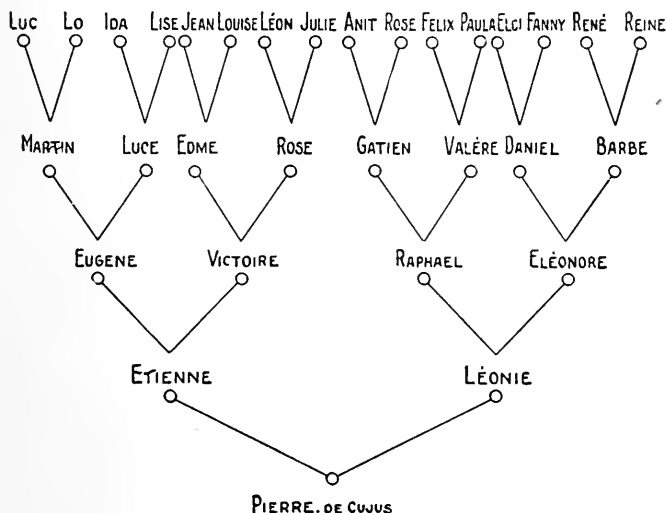 Luc Lo Ida Lise Jean Louise Léon Julie Anit Rose Felix Paula Elci Fanny René Reine
Martin Luce Edme Rose Gatien Valère Daniel Barbe
Eugene Victoire Raphael Eléonore
Etienne Léonie
Pierre. de cujus